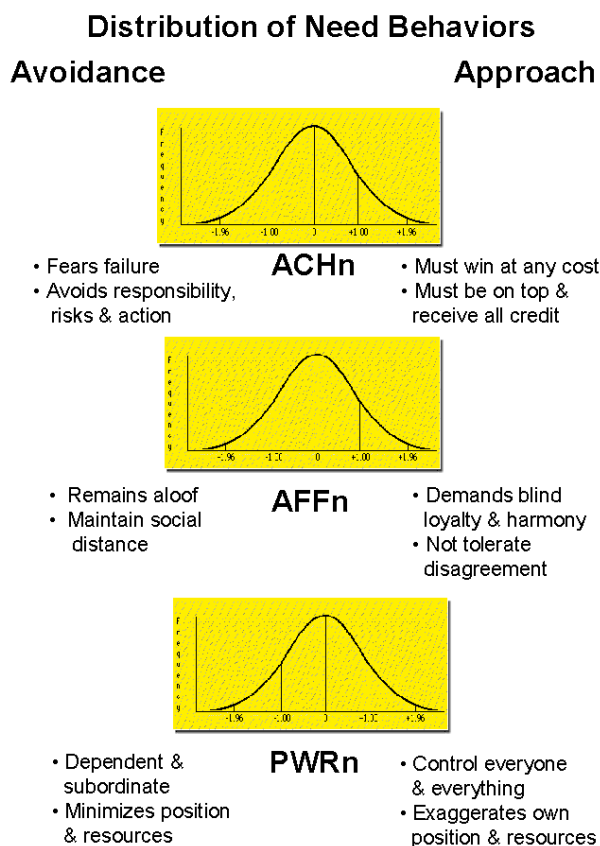 Distribution of Need Behaviors
Avoidance
Approach
Frequency
-1.96 -1.00 0 +1.00 +1.96
ACHn
• Fears failure
• Avoids responsibility,
risks & action
• Must win at any cost
• Must be on top &
receive all credit
Frequency
-1.96 -1.00 0 +1.00 +1.96
AFFn
• Remains aloof
• Maintain social
distance
• Demands blind
loyalty & harmony
• Not tolerate
disagreement
Frequency
-1.96 -1.00 0 +1.00 +1.96
PWRn
• Dependent &
subordinate
• Minimizes position
& resources
• Control everyone
& everything
• Exaggerates own
position & resources